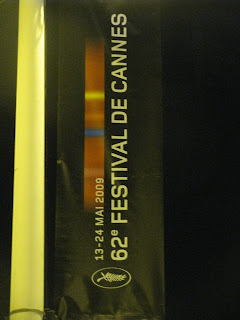 13-24 MAI 2009
62e FESTIVAL DE CANNES